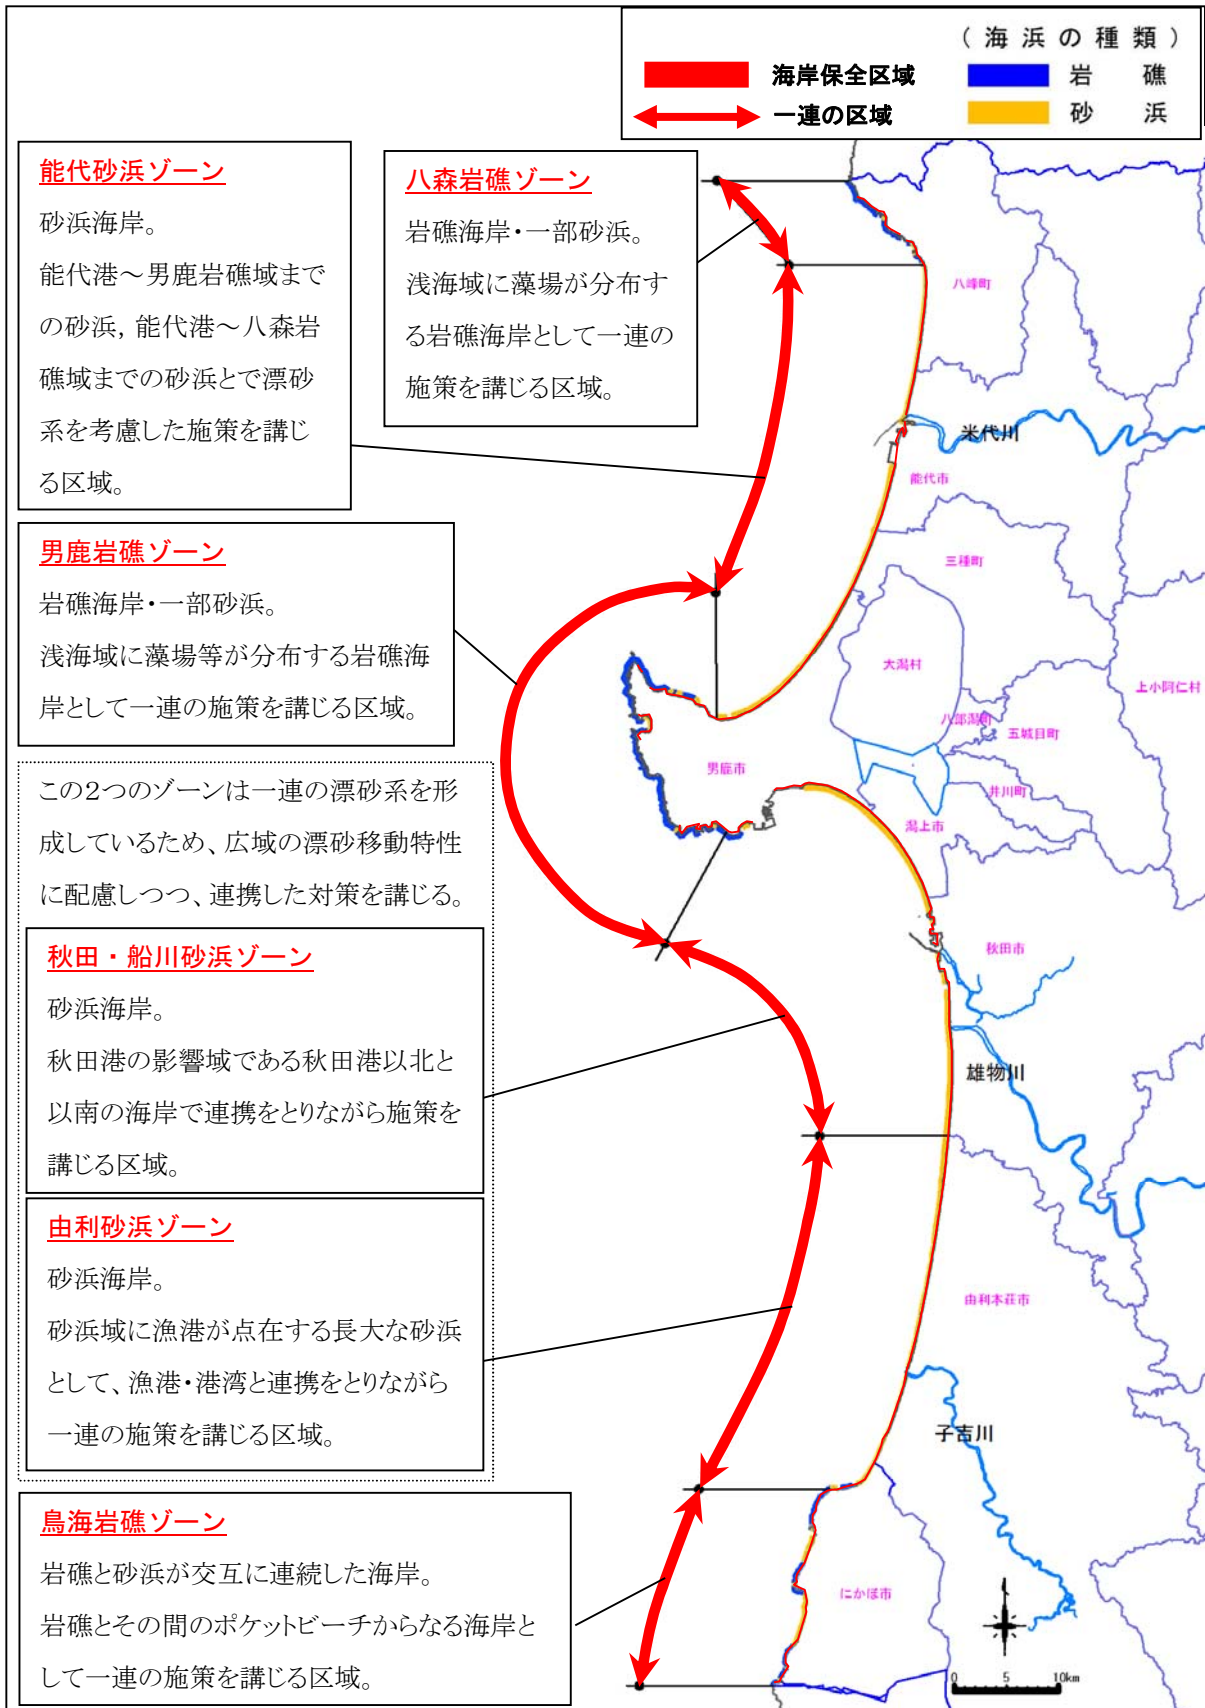 （海浜の種類）
海岸保全区域
岩礁
一連の区域
砂浜
能代砂浜ゾーン
砂浜海岸。
能代港～男鹿岩礁域まで
の砂浜，能代港～八森岩
礁域までの砂浜とで漂砂
系を考慮した施策を講じ
る区域。
八森岩礁ゾーン
岩礁海岸・一部砂浜。
浅海域に藻場が分布す
る岩礁海岸として一連の
施策を講じる区域。
男鹿岩礁ゾーン
岩礁海岸・一部砂浜。
浅海域に藻場等が分布する岩礁海
岸として一連の施策を講じる区域。
この２つのゾーンは一連の漂砂系を形
成しているため、広域の漂砂移動特性
に配慮しつつ、連携した対策を講じる。
秋田・船川砂浜ゾーン
砂浜海岸。
秋田港の影響域である秋田港以北と
以南の海岸で連携をとりながら施策を
講じる区域。
由利砂浜ゾーン
砂浜海岸。
砂浜域に漁港が点在する長大な砂浜
として、漁港・港湾と連携をとりながら
一連の施策を講じる区域。
鳥海岩礁ゾーン
岩礁と砂浜が交互に連続した海岸。
岩礁とその間のポケットビーチからなる海岸と
して一連の施策を講じる区域。
八峰町
米代川
能代市
三種町
大潟村
上小阿仁村
八郎潟町
五城目町
男鹿市
井川町
潟上市
秋田市
雄物川
由利本荘市
子吉川
にかほ市
0 5 10km